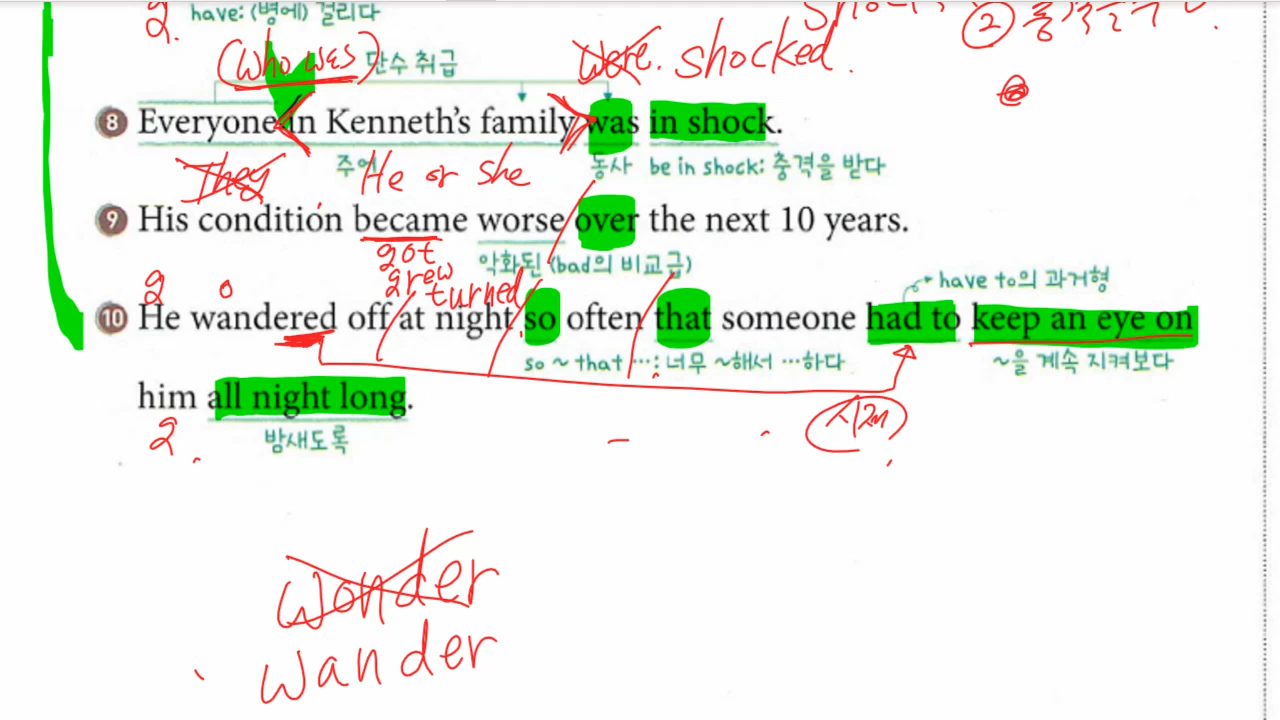 have: (병에) 걸리다
②
(who was) 단수 취급 were. shocked.
⑧ Everyone in Kenneth's family was in shock.
They 주어 He or she 동사 be in shock: 충격을 받다
⑨ His condition became worse over the next 10 years.
got 악화된 (bad의 비교급)
grew
turned have to의 과거형
⑩ He wandered off at night so often that someone had to keep an eye on
so ~ that …: 너무 ~해서 …하다 ~을 계속 지켜보다
him all night long.
밤새도록 시제
wonder
wander